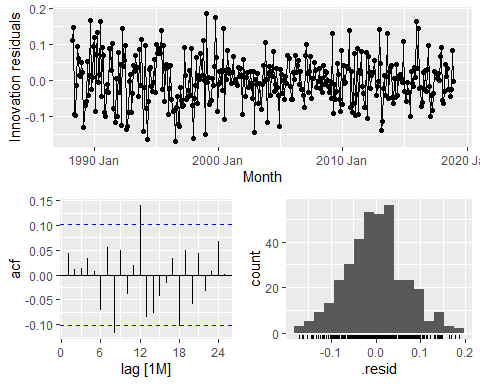 Innovation residuals
0.2
0.1
0.0
-0.1
1990 Jan
2000 Jan
2010 Jan
2020 Jan
Month
acf
0.15
0.10
0.05
0.00
-0.05
-0.10
0
6
12
18
24
lag [1M]
count
40
20
0
-0.1
0.0
0.1
0.2
.resid